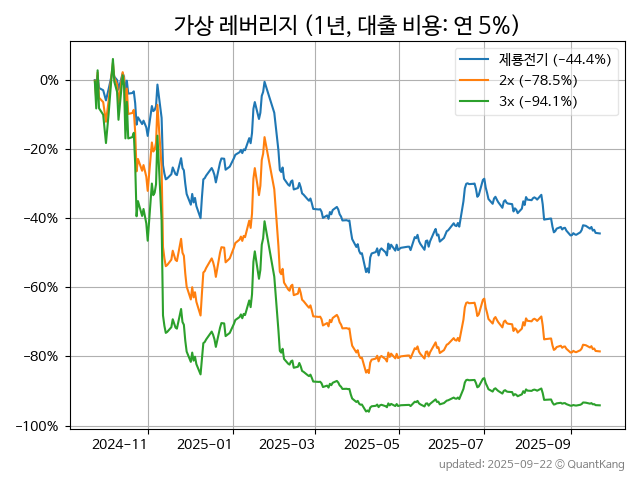 가상 레버리지 (1년, 대출 비용: 연 5%)
제룡전기 (−44.4%)
2x (−78.5%)
3x (−94.1%)
0%
−20%
−40%
−60%
−80%
−100%
2024-11 2025-01 2025-03 2025-05 2025-07 2025-09
updated: 2025-09-22 © QuantKang